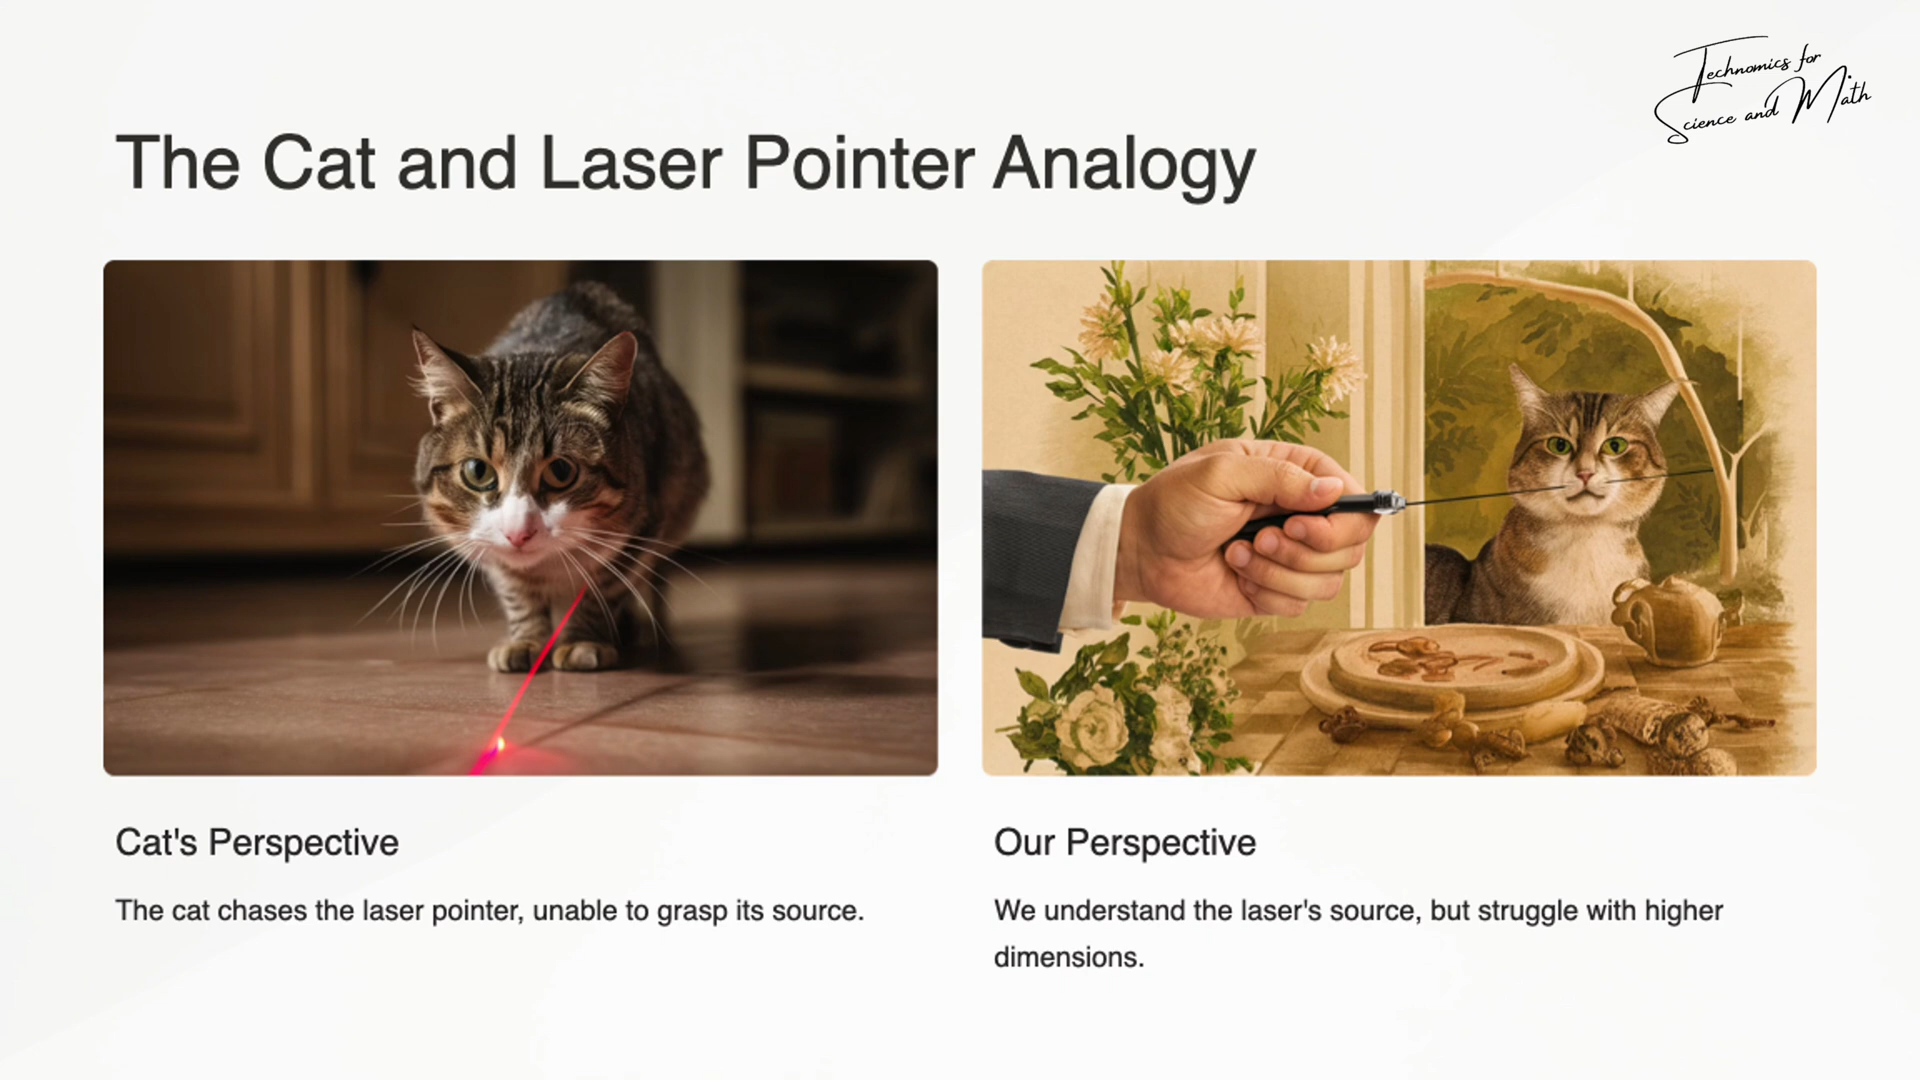 Technomics for
Science and Math
The Cat and Laser Pointer Analogy
Cat's Perspective
The cat chases the laser pointer, unable to grasp its source.
Our Perspective
We understand the laser's source, but struggle with higher
dimensions.